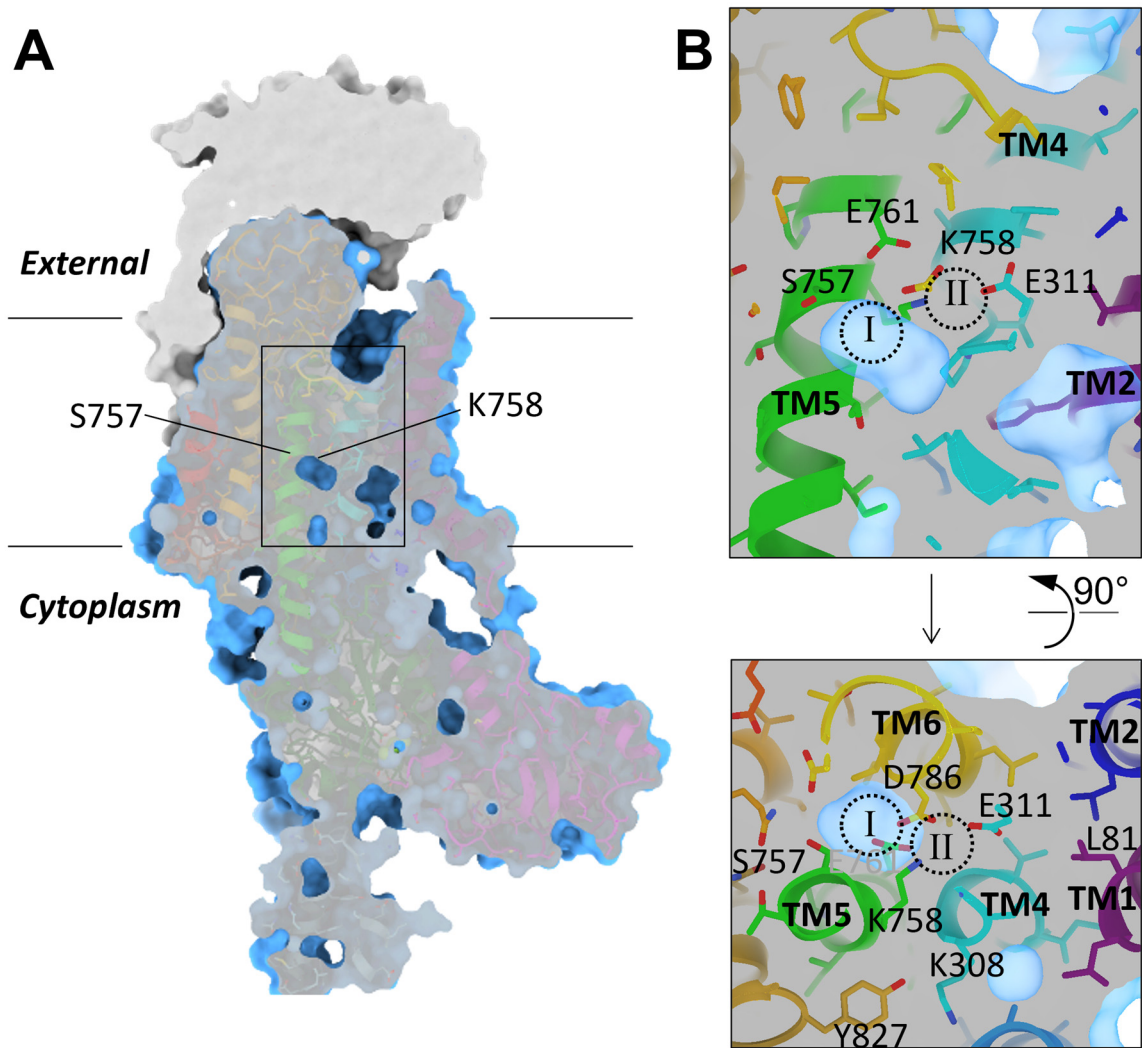 A
External
S757
K758
Cytoplasm
B
TM4
E761
K758
S757
II
E311
I
TM5
TM2
90°
TM6
TM2
D786
E311
I
II
L81
S757
E761
TM5
K758
TM4
TM1
K308
Y827